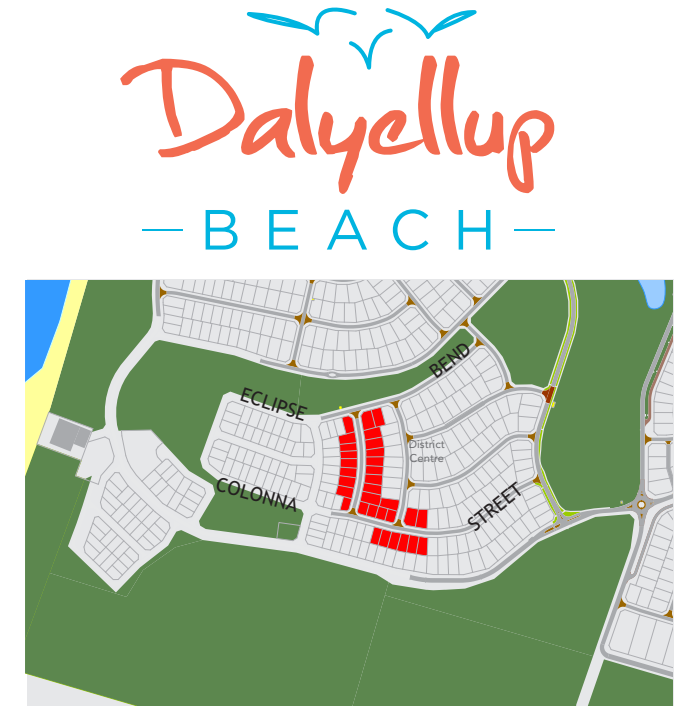 Dalyellup
BEACH
BEND
ECLIPSE
District
Centre
COLONNA
STREET